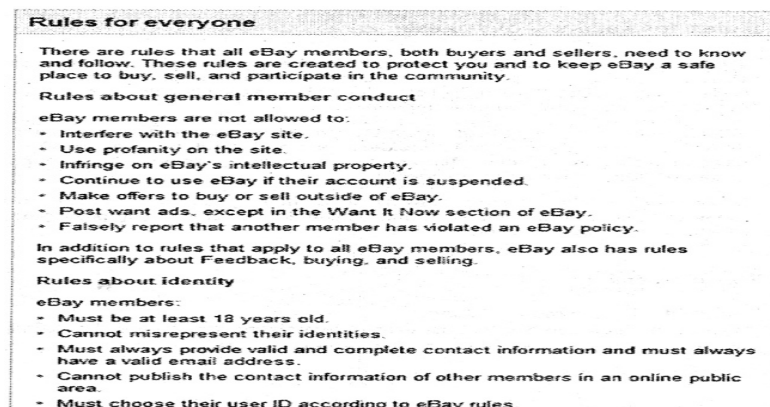 Rules for everyone
There are rules that all eBay members, both buyers and sellers, need to know
and follow. These rules are created to protect you and to keep eBay a safe
place to buy, sell, and participate in the community.
Rules about general member conduct
eBay members are not allowed to:
- Interfere with the eBay site.
- Use profanity on the site.
- Infringe on eBay's intellectual property.
- Continue to use eBay if their account is suspended.
- Make offers to buy or sell outside of eBay.
- Post want ads, except in the Want It Now section of eBay.
- Falsely report that another member has violated an eBay policy.
In addition to rules that apply to all eBay members, eBay also has rules
specifically about Feedback, buying, and selling.
Rules about identity
eBay members:
- Must be at least 18 years old.
- Cannot misrepresent their identities.
- Must always provide valid and complete contact information and must always
have a valid email address.
- Cannot publish the contact information of other members in an online public
area.
- Must choose their user ID according to eBay rules.